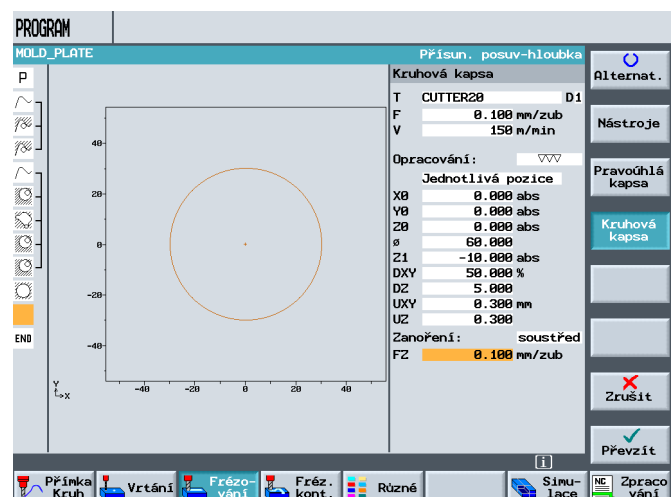 PROGRAM
MOLD_PLATE
Přísun. posuv-hloubka
Alternat.
P
Kruhová kapsa
T CUTTER20 D1
F 0.100 mm/zub
V 150 m/min
Nástroje
Opracování: ▽▽▽
Jednotlivá pozice
Pravoúhlá
kapsa
X0 0.000 abs
Y0 0.000 abs
Z0 0.000 abs
Kruhová
kapsa
ø 60.000
Z1 -10.000 abs
DXY 50.000 %
DZ 5.000
UXY 0.300 mm
UZ 0.300
Zanoření: soustřed
FZ 0.100 mm/zub
END
40
20
0
-20
-40
Y
X
-40 -20 0 20 40
Zrušit
Převzít
i
Přímka
Kruh
Vrtání
Frézo-
vání
Fréz.
kont.
Různé
Simu-
lace
NC
Zpraco
vání